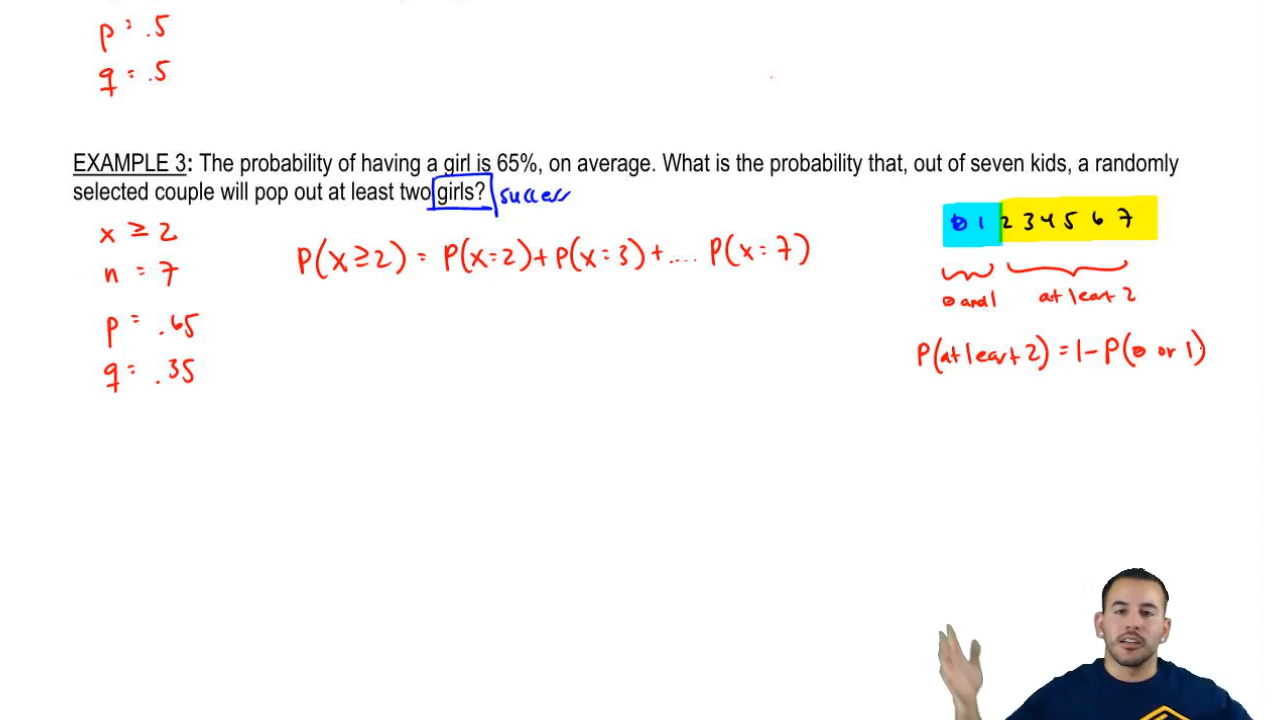 p = .5
q = .5
EXAMPLE 3: The probability of having a girl is 65%, on average. What is the probability that, out of seven kids, a randomly
selected couple will pop out at least two girls? success
x ≥ 2
n = 7
p = .65
q = .35
P(x≥2) = P(x=2)+P(x=3)+.... P(x=7)
0 1 2 3 4 5 6 7
0 and 1 at least 2
P(at least 2) = 1 - P(0 or 1)